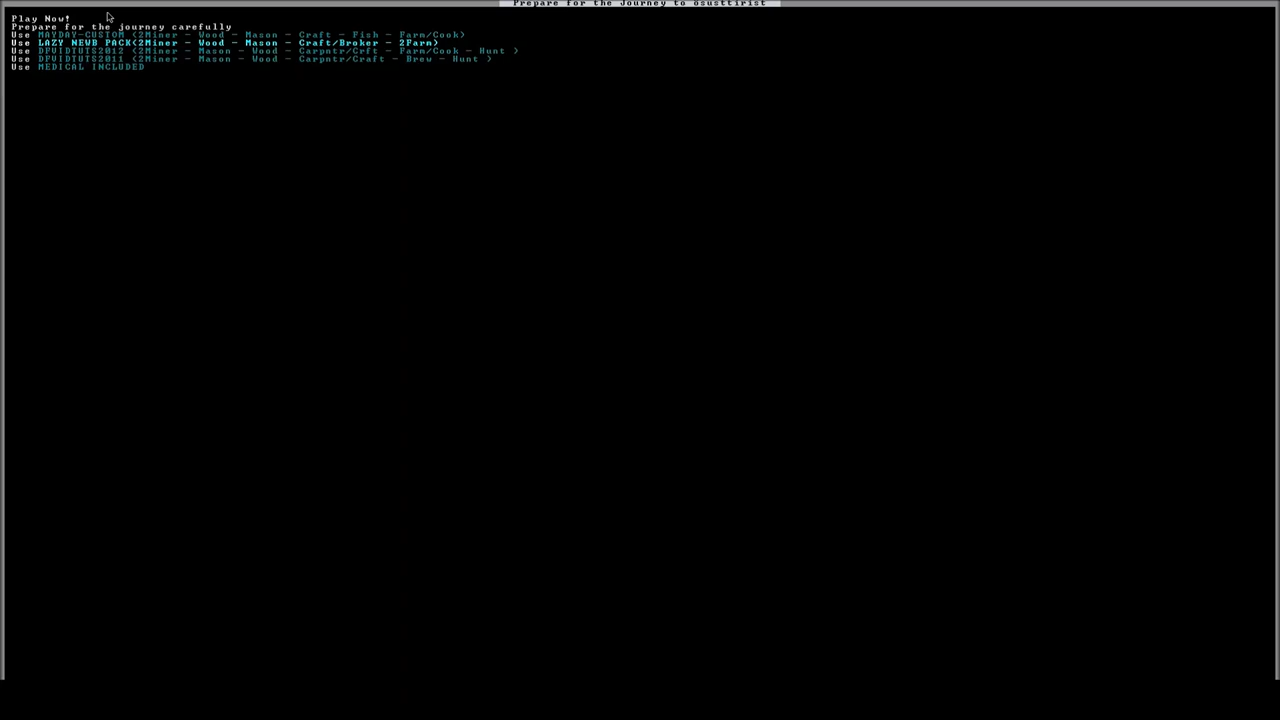 Prepare for the Journey to Osusttirist
Play Now!
Prepare for the journey carefully
Use MAYDAY-CUSTOM (2Miner - Wood - Mason - Craft - Fish - Farm/Cook)
Use LAZY NEWB PACK(2Miner - Wood - Mason - Craft/Broker - 2Farm)
Use DFVIDTUTS2012 (2Miner - Mason - Wood - Carpntr/Crft - Farm/Cook - Hunt )
Use DFVIDTUTS2011 (2Miner - Mason - Wood - Carpntr/Craft - Brew - Hunt )
Use MEDICAL INCLUDED